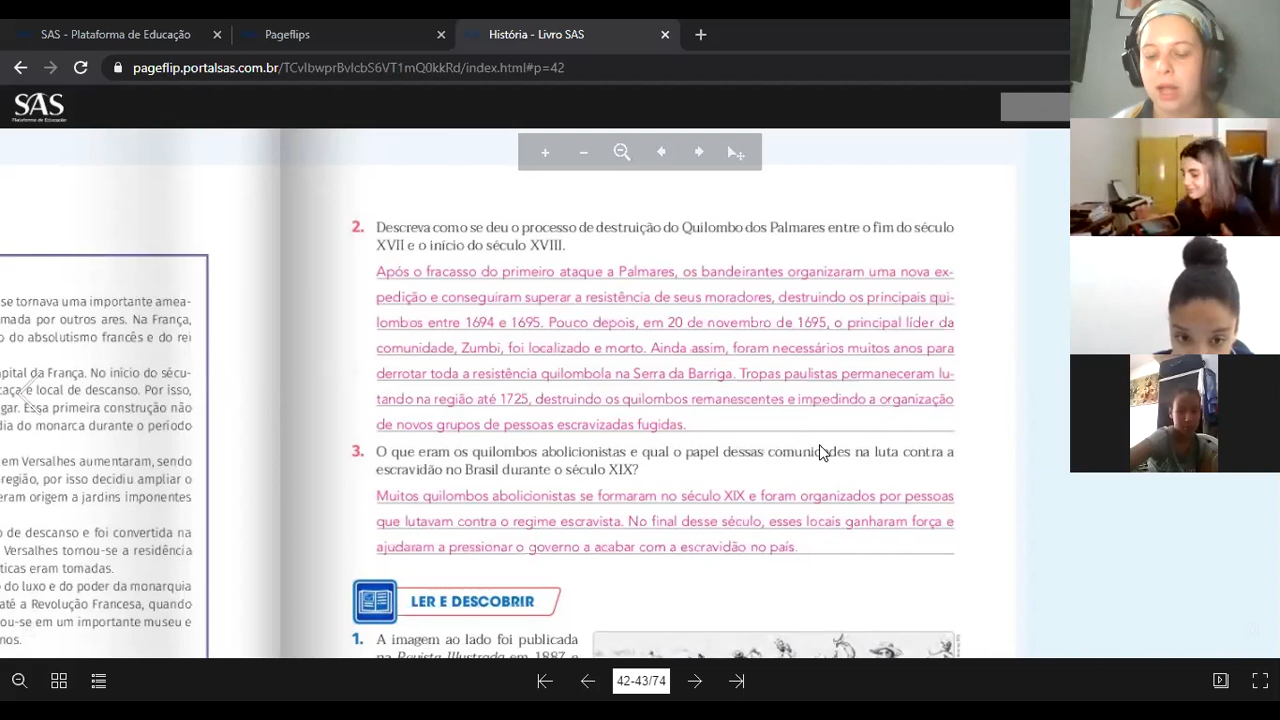 SAS - Plataforma de Educação
Pageflips
História - Livro SAS
pageflip.portalsas.com.br/TCvIbwprBvIcbS6VT1mQ0kkRd/index.html#p=42
SAS
Plataforma de Educação
se tornava uma importante amea-
mada por outros ares. Na França,
o do absolutismo francês e do rei
apital da França. No início do sécu-
caça e local de descanso. Por isso,
gar. Essa primeira construção não
dia do monarca durante o período
em Versalhes aumentaram, sendo
região, por isso decidiu ampliar o
eram origem a jardins imponentes
o de descanso e foi convertida na
Versalhes tornou-se a residência
ticas eram tomadas.
o do luxo e do poder da monarquia
até a Revolução Francesa, quando
ou-se em um importante museu e
nos.
2. Descreva como se deu o processo de destruição do Quilombo dos Palmares entre o fim do século
XVII e o início do século XVIII.
Após o fracasso do primeiro ataque a Palmares, os bandeirantes organizaram uma nova ex-
pedição e conseguiram superar a resistência de seus moradores, destruindo os principais qui-
lombos entre 1694 e 1695. Pouco depois, em 20 de novembro de 1695, o principal líder da
comunidade, Zumbi, foi localizado e morto. Ainda assim, foram necessários muitos anos para
derrotar toda a resistência quilombola na Serra da Barriga. Tropas paulistas permaneceram lu-
tando na região até 1725, destruindo os quilombos remanescentes e impedindo a organização
de novos grupos de pessoas escravizadas fugidas.
3. O que eram os quilombos abolicionistas e qual o papel dessas comunidades na luta contra a
escravidão no Brasil durante o século XIX?
Muitos quilombos abolicionistas se formaram no século XIX e foram organizados por pessoas
que lutavam contra o regime escravista. No final desse século, esses locais ganharam força e
ajudaram a pressionar o governo a acabar com a escravidão no país.
LER E DESCOBRIR
1. A imagem ao lado foi publicada
na Revista Illustrada em 1887 e
42-43/74